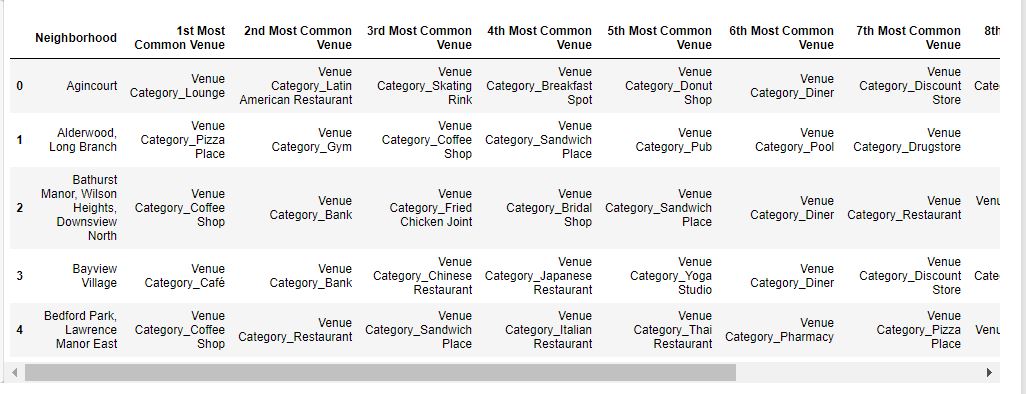 Neighborhood 1st Most Common Venue 2nd Most Common Venue 3rd Most Common Venue 4th Most Common Venue 5th Most Common Venue 6th Most Common Venue 7th Most Common Venue 8th
0 Agincourt Venue Category_Lounge Venue Category_Latin American Restaurant Venue Category_Skating Rink Venue Category_Breakfast Spot Venue Category_Donut Shop Venue Category_Diner Venue Category_Discount Store
1 Alderwood, Long Branch Venue Category_Pizza Place Venue Category_Gym Venue Category_Coffee Shop Venue Category_Sandwich Place Venue Category_Pub Venue Category_Pool Venue Category_Drugstore
2 Bathurst Manor, Wilson Heights, Downsview North Venue Category_Coffee Shop Venue Category_Bank Venue Category_Fried Chicken Joint Venue Category_Bridal Shop Venue Category_Sandwich Place Venue Category_Diner Venue Category_Restaurant
3 Bayview Village Venue Category_Café Venue Category_Bank Venue Category_Chinese Restaurant Venue Category_Japanese Restaurant Venue Category_Yoga Studio Venue Category_Diner Venue Category_Discount Store
4 Bedford Park, Lawrence Manor East Venue Category_Coffee Shop Venue Category_Restaurant Venue Category_Sandwich Place Venue Category_Italian Restaurant Venue Category_Thai Restaurant Venue Category_Pharmacy Venue Category_Pizza Place